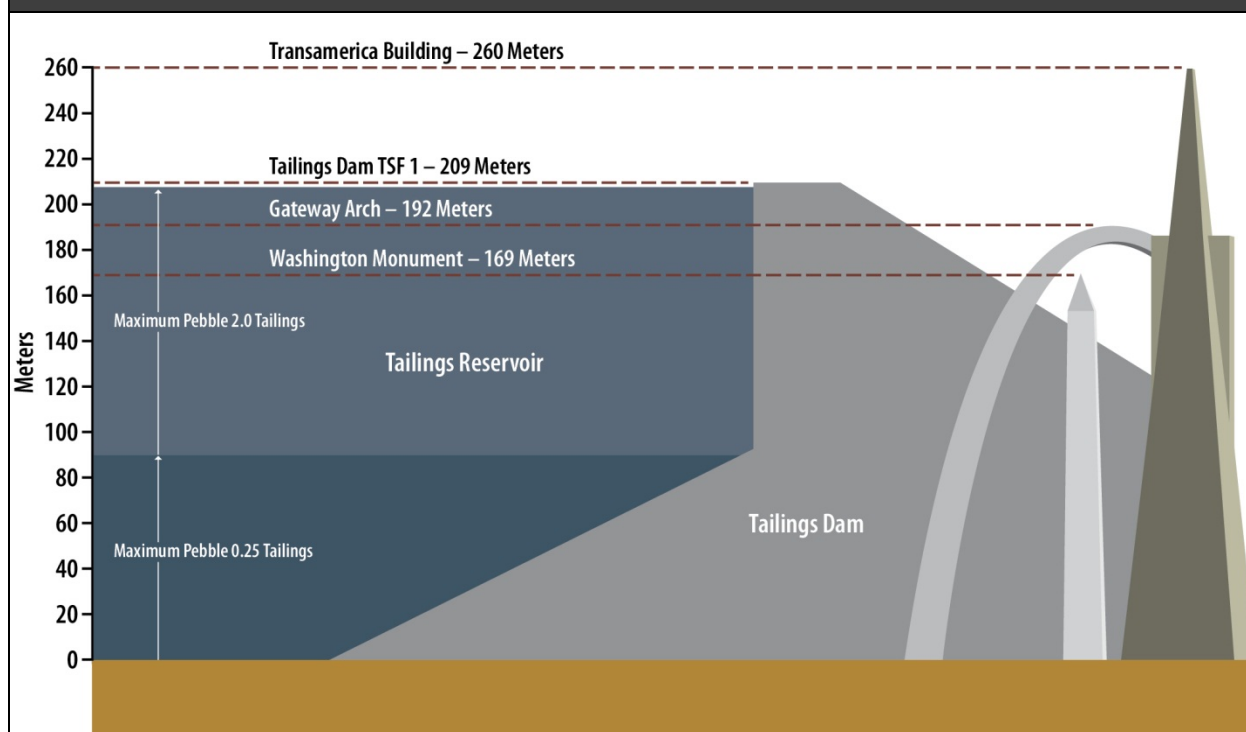 Transamerica Building – 260 Meters
260
240
220
Tailings Dam TSF 1 – 209 Meters
200
Gateway Arch – 192 Meters
180
Washington Monument – 169 Meters
160
Maximum Pebble 2.0 Tailings
140
Meters
Tailings Reservoir
120
100
80
60
Tailings Dam
Maximum Pebble 0.25 Tailings
40
20
0